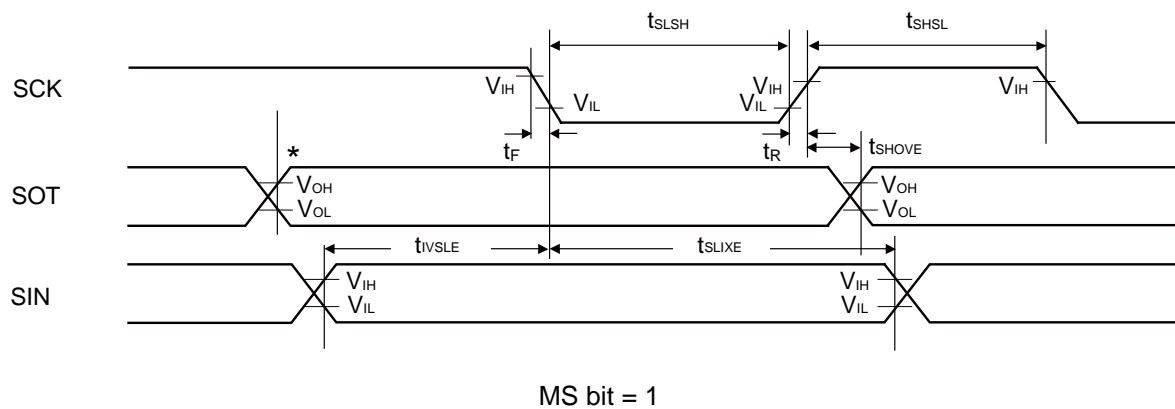 tSLSH tSHSL
SCK VIH VIL VIH VIL VIH
tF tR tSHOVE
*
SOT VOH VOL VOH VOL
tIVSLE tSLIXE
SIN VIH VIL VIH VIL
MS bit = 1